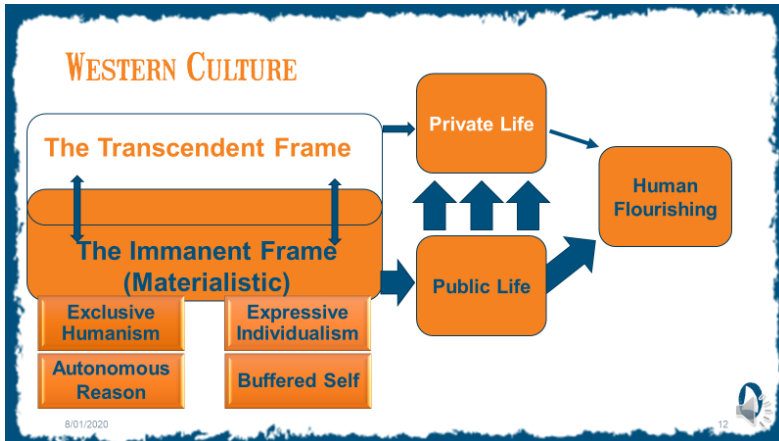 WESTERN CULTURE
The Transcendent Frame
The Immanent Frame
(Materialistic)
Exclusive
Humanism
Expressive
Individualism
Autonomous
Reason
Buffered Self
Private Life
Public Life
Human
Flourishing
8/01/2020
12